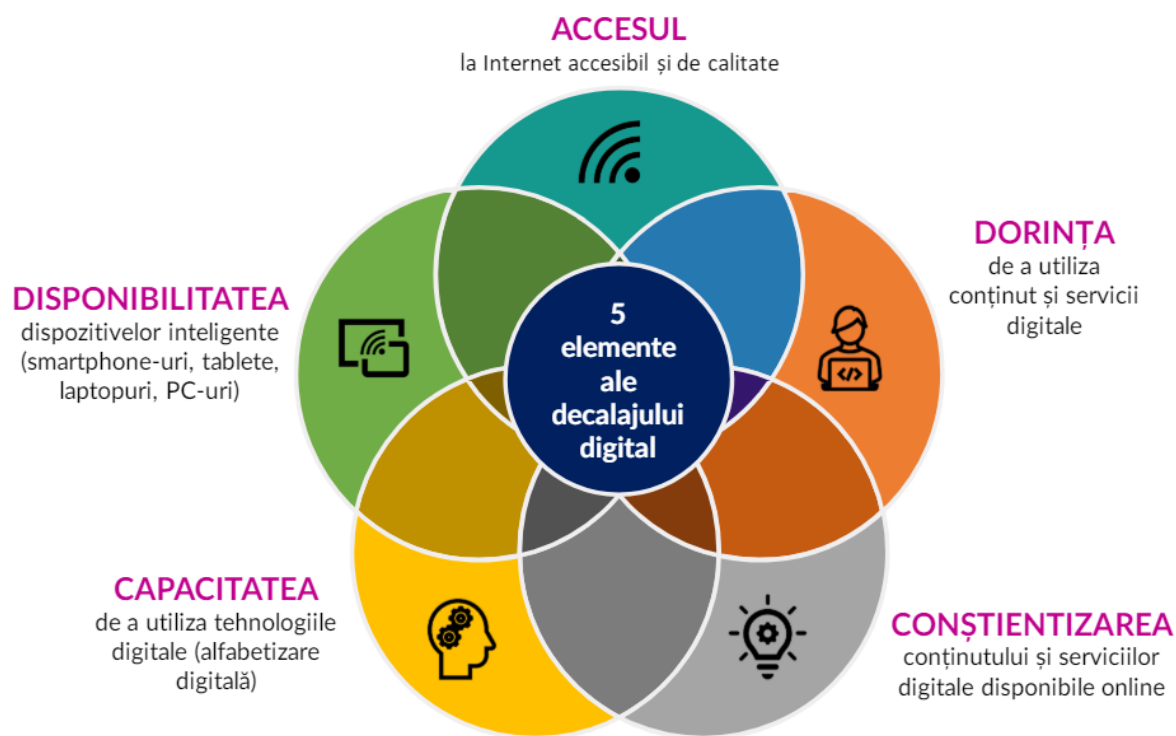 ACCESUL
la Internet accesibil și de calitate
DORINȚA
de a utiliza
conținut și servicii
digitale
DISPONIBILITATEA
dispozitivelor inteligente
(smartphone-uri, tablete,
laptopuri, PC-uri)
5
elemente
ale
decalajului
digital
CAPACITATEA
de a utiliza tehnologiile
digitale (alfabetizare
digitală)
CONȘTIENTIZAREA
conținutului și serviciilor
digitale disponibile online